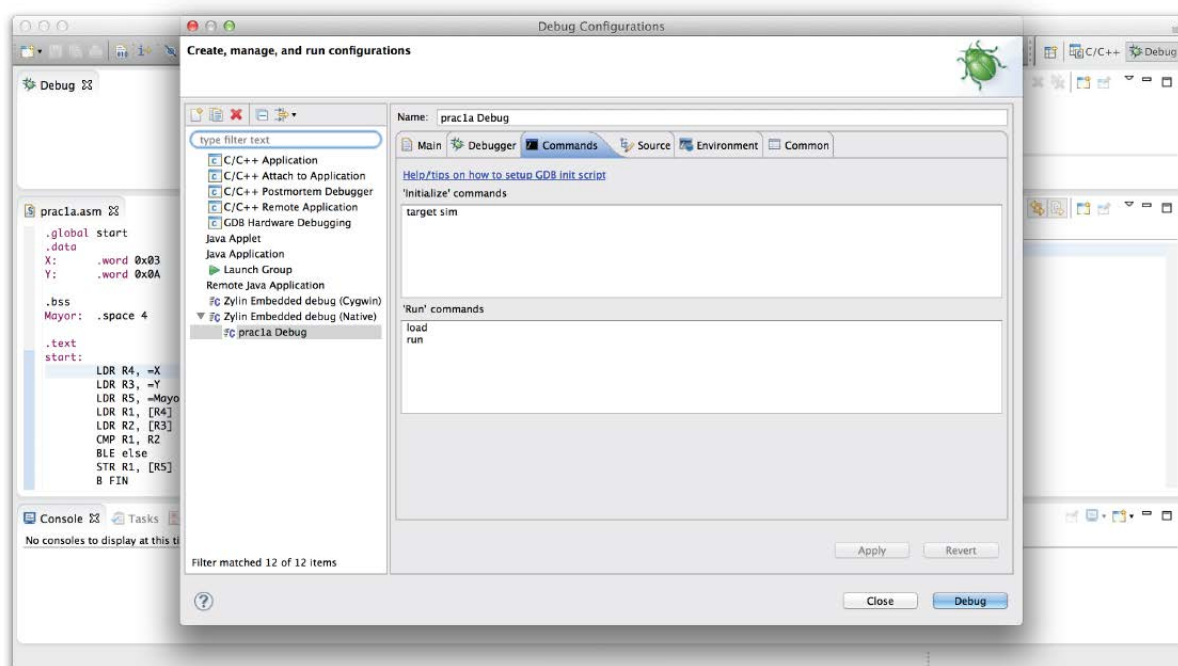 Debug Configurations
Create, manage, and run configurations
C/C++
Debug
Debug
type filter text
C/C++ Application
C/C++ Attach to Application
C/C++ Postmortem Debugger
C/C++ Remote Application
GDB Hardware Debugging
Java Applet
Java Application
Launch Group
Remote Java Application
Zylin Embedded debug (Cygwin)
Zylin Embedded debug (Native)
prac1a Debug
Filter matched 12 of 12 items
Name: prac1a Debug
Main Debugger Commands Source Environment Common
Help/tips on how to setup GDB init script
'Initialize' commands
target sim
'Run' commands
load
run
Apply Revert
Close Debug
prac1a.asm
.global start
.data
X: .word 0x03
Y: .word 0x0A
.bss
Mayor: .space 4
.text
start:
LDR R4, =X
LDR R3, =Y
LDR R5, =Mayo
LDR R1, [R4]
LDR R2, [R3]
CMP R1, R2
BLE else
STR R1, [R5]
B FIN
Console Tasks
No consoles to display at this ti